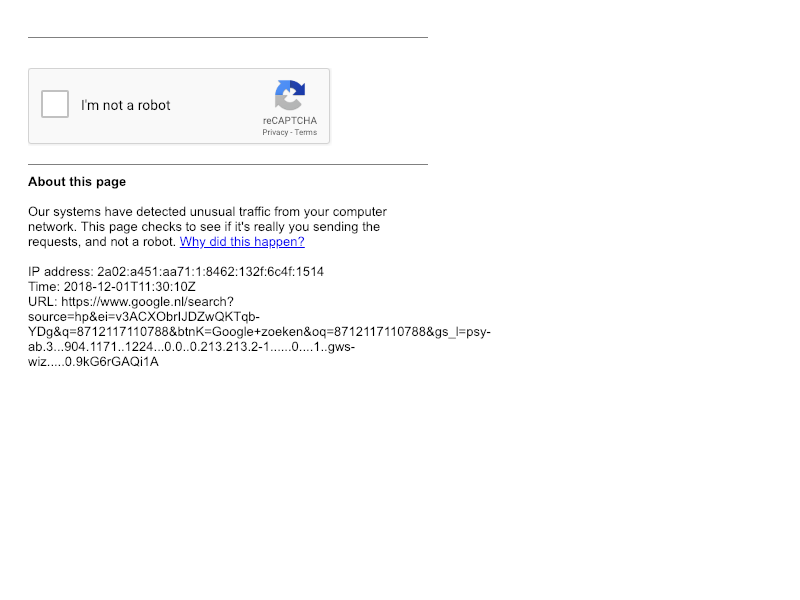 I'm not a robot
reCAPTCHA
Privacy - Terms
About this page
Our systems have detected unusual traffic from your computer
network. This page checks to see if it's really you sending the
requests, and not a robot. Why did this happen?
IP address: 2a02:a451:aa71:1:8462:132f:6c4f:1514
Time: 2018-12-01T11:30:10Z
URL: https://www.google.nl/search?
source=hp&ei=v3ACXObrIJDZwQKTqb-
YDg&q=8712117110788&btnK=Google+zoeken&oq=8712117110788&gs_l=psy-
ab.3...904.1171..1224...0.0..0.213.213.2-1......0....1..gws-
wiz.....0.9kG6rGAQi1A